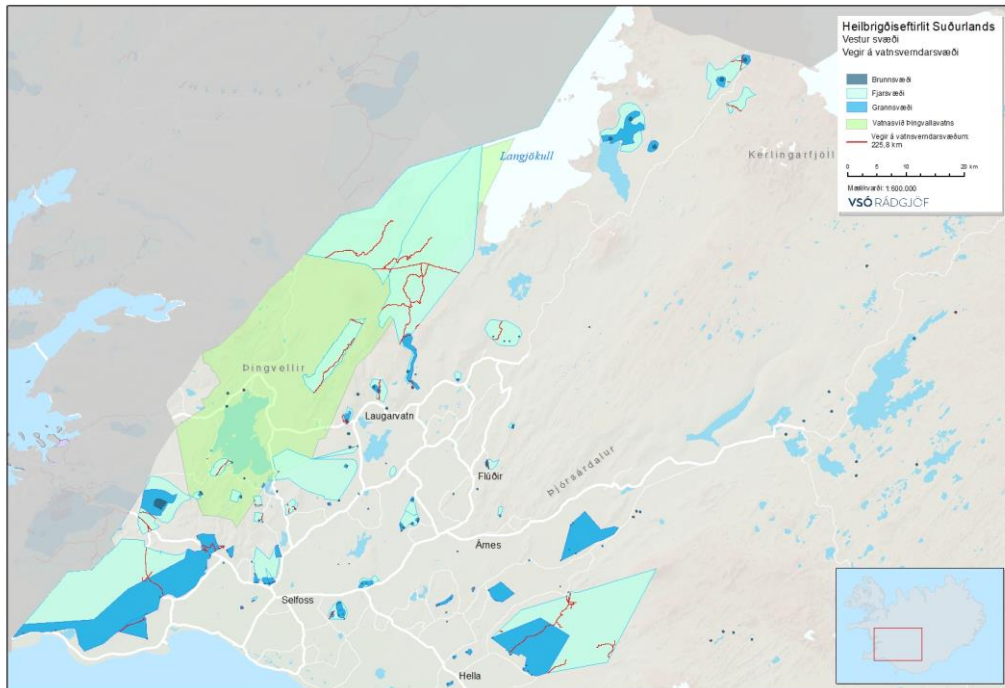 Heilbrigðiseftirlit Suðurlands
Vestur svæði
Vegir á vatnsverndarsvæði
Brunnsvæði
Fjarsvæði
Grannsvæði
Vatnasvið Þingvallavatns
Vegir á vatnsverndarsvæðum:
225,8 km
0 5 10 20 km
Mælikvarði: 1:500.000
VSÓ RÁÐGJÖF
Langjökull
Kerlingarfjöll
Þingvellir
Laugarvatn
Flúðir
Þjórsárdalur
Árnes
Selfoss
Hella